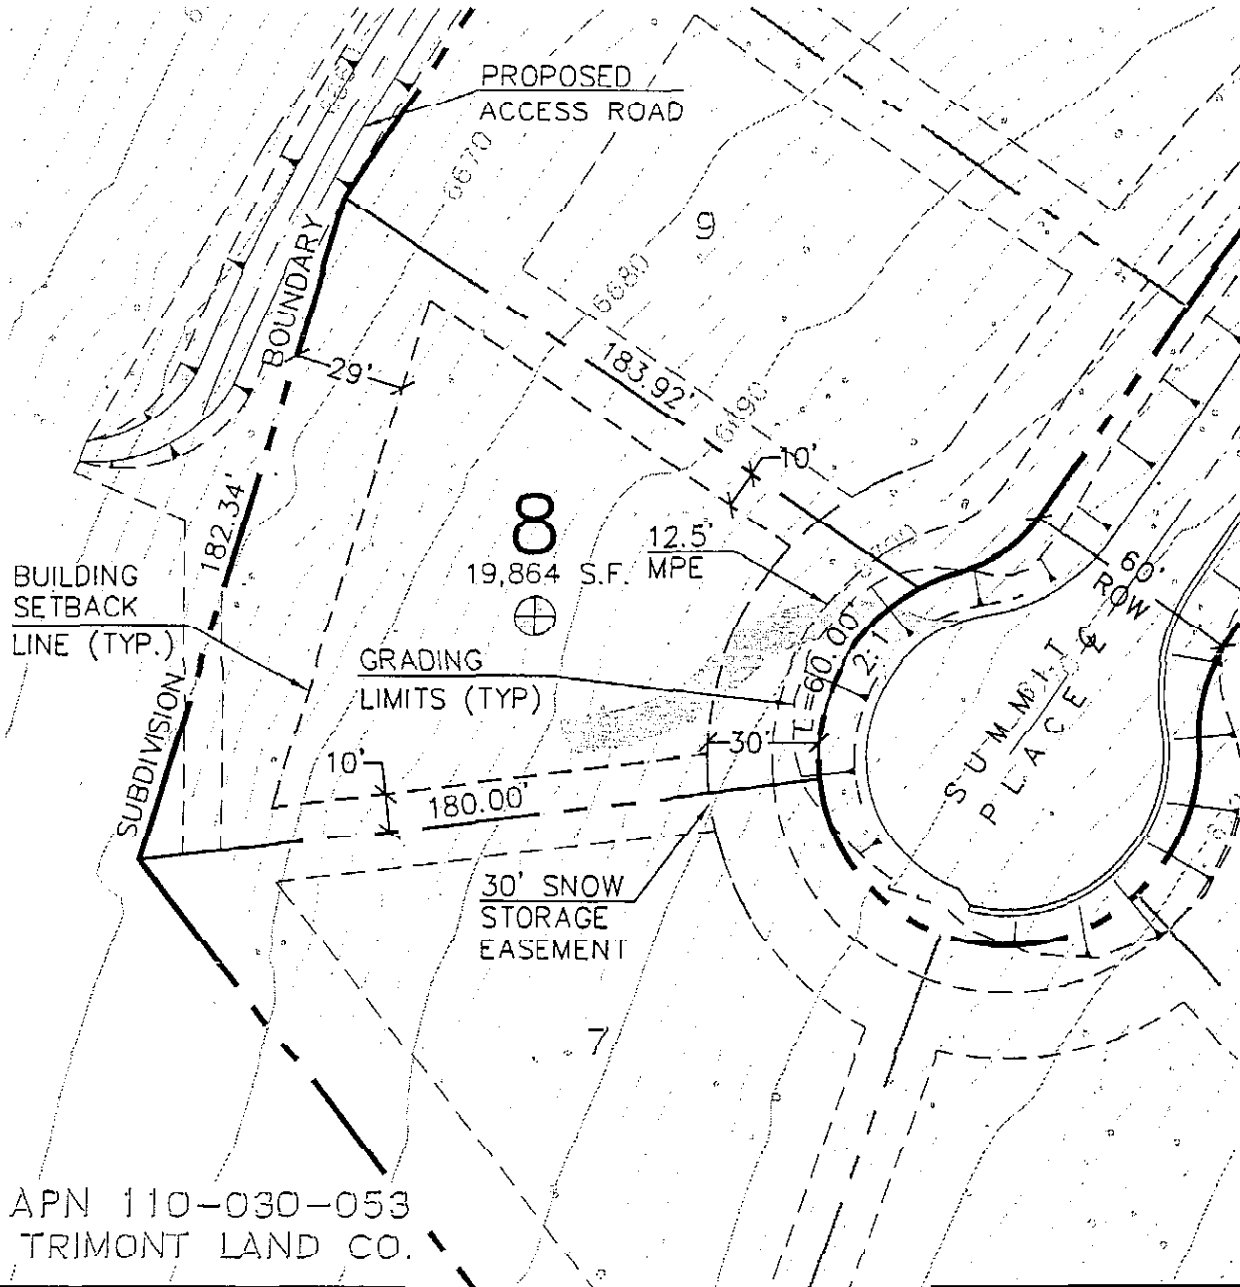 PROPOSED
ACCESS ROAD
6670
9
6680
BOUNDARY
29'
183.92'
6690
10'
8
19,864 S.F.
12.5'
MPE
182.34'
60'
ROW
BUILDING
SETBACK
LINE (TYP.)
GRADING
LIMITS (TYP)
L=60.00'
2:1
SUMMIT
PLACE
SUBDIVISION
30'
10'
180.00'
30' SNOW
STORAGE
EASEMENT
7
APN 110-030-053
TRIMONT LAND CO.